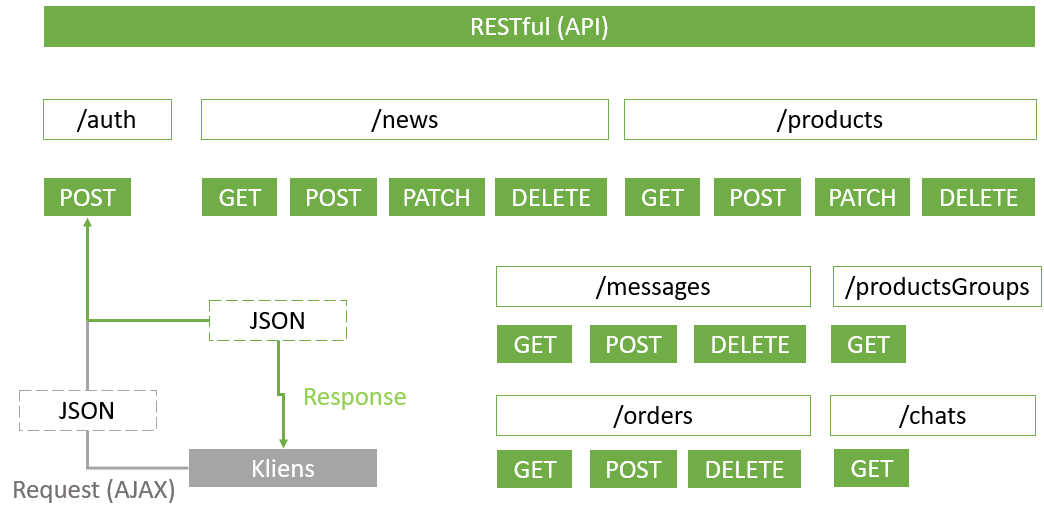 RESTful (API)
/auth
/news
/products
POST
GET
POST
PATCH
DELETE
GET
POST
PATCH
DELETE
/messages
/productsGroups
JSON
GET
POST
DELETE
GET
Response
JSON
/orders
/chats
Kliens
GET
POST
DELETE
GET
Request (AJAX)